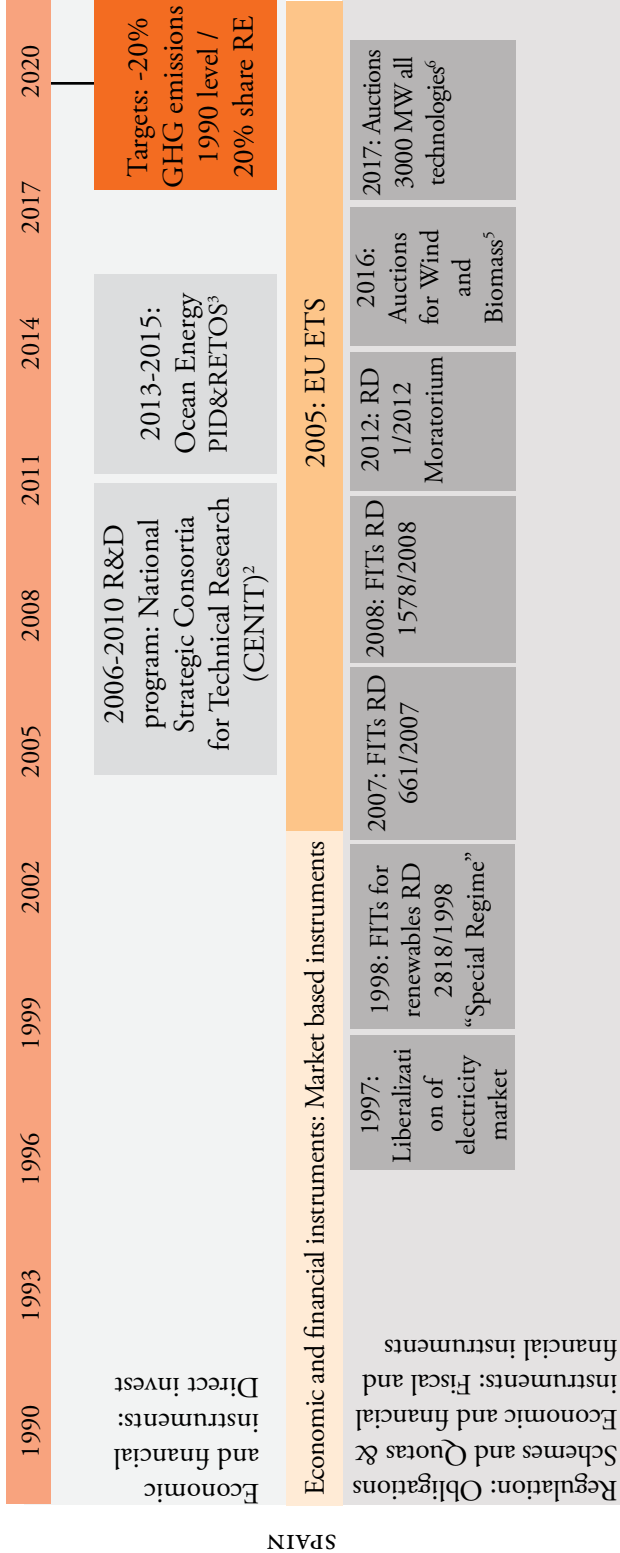 SPAIN
1990 1993 1996 1999 2002 2005 2008 2011 2014 2017 2020
Economic
and financial
instruments:
Direct invest
2006-2010 R&D
program: National
Strategic Consortia
for Technical Research
(CENIT)²
2013-2015:
Ocean Energy
PID&RETOS³
Targets: -20%
GHG emissions
1990 level /
20% share RE
Economic and financial instruments: Market based instruments
2005: EU ETS
Regulation: Obligations
Schemes and Quotas &
Economic and financial
instruments: Fiscal and
financial instruments
1997:
Liberalizati
on of
electricity
market
1998: FITs for
renewables RD
2818/1998
“Special Regime”
2007: FITs RD
661/2007
2008: FITs RD
1578/2008
2012: RD
1/2012
Moratorium
2016:
Auctions
for Wind
and
Biomass⁵
2017: Auctions
3000 MW all
technologies⁶